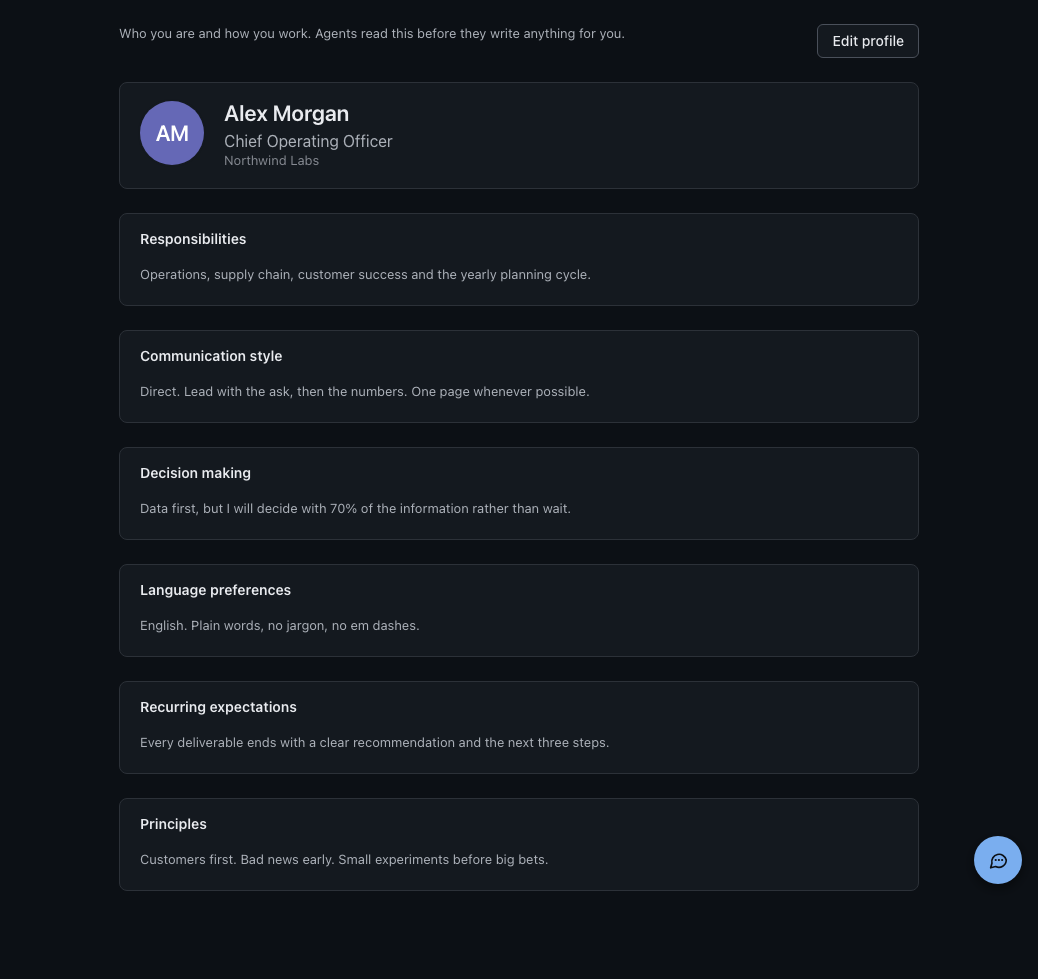 Who you are and how you work. Agents read this before they write anything for you.
Edit profile
AM
Alex Morgan
Chief Operating Officer
Northwind Labs
Responsibilities
Operations, supply chain, customer success and the yearly planning cycle.
Communication style
Direct. Lead with the ask, then the numbers. One page whenever possible.
Decision making
Data first, but I will decide with 70% of the information rather than wait.
Language preferences
English. Plain words, no jargon, no em dashes.
Recurring expectations
Every deliverable ends with a clear recommendation and the next three steps.
Principles
Customers first. Bad news early. Small experiments before big bets.